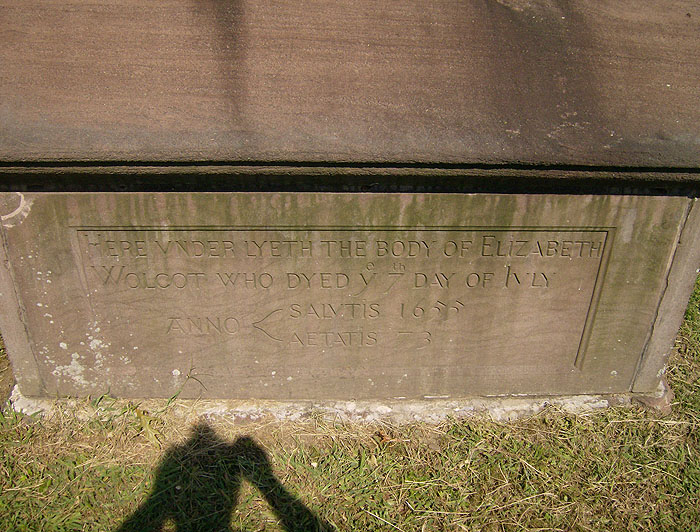 HERE VNDER LYETH THE BODY OF ELIZABETH
WOLCOT WHO DYED Ye 7th DAY OF IVLY
ANNO SALVTIS 1655
AETATIS 73